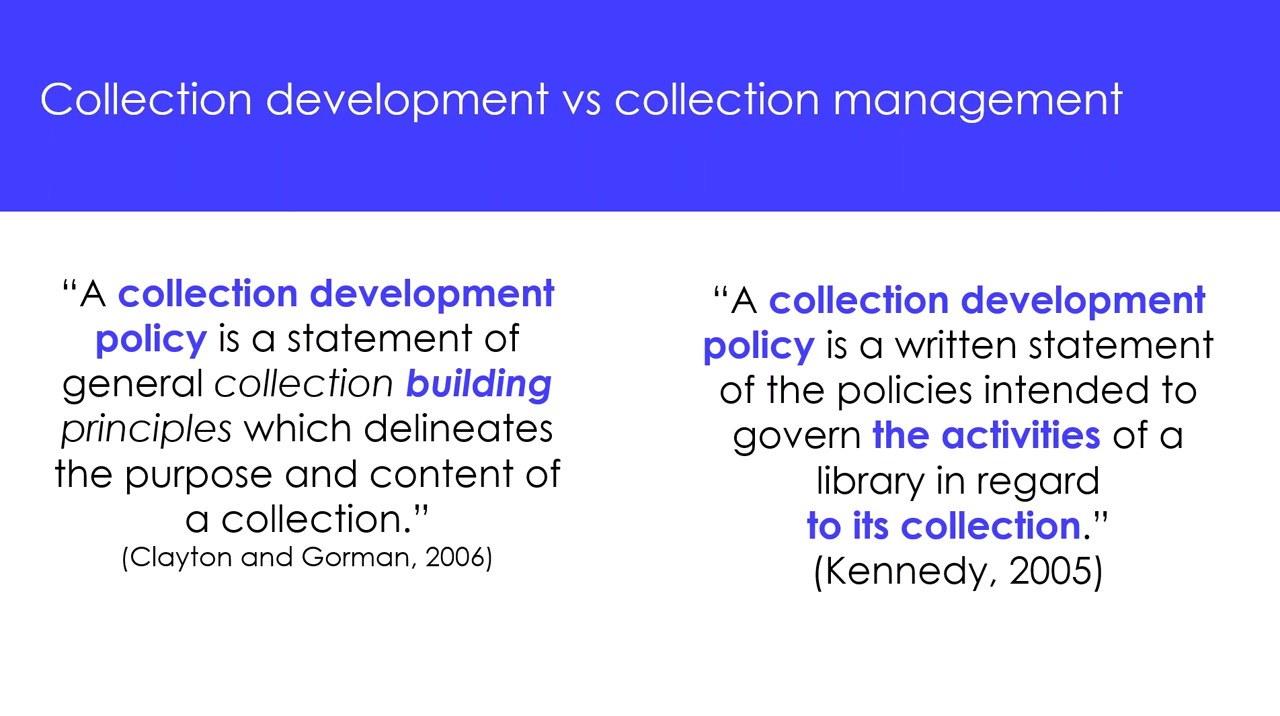 Collection development vs collection management
“A collection development
policy is a statement of
general collection building
principles which delineates
the purpose and content of
a collection.”
(Clayton and Gorman, 2006)
“A collection development
policy is a written statement
of the policies intended to
govern the activities of a
library in regard
to its collection.”
(Kennedy, 2005)